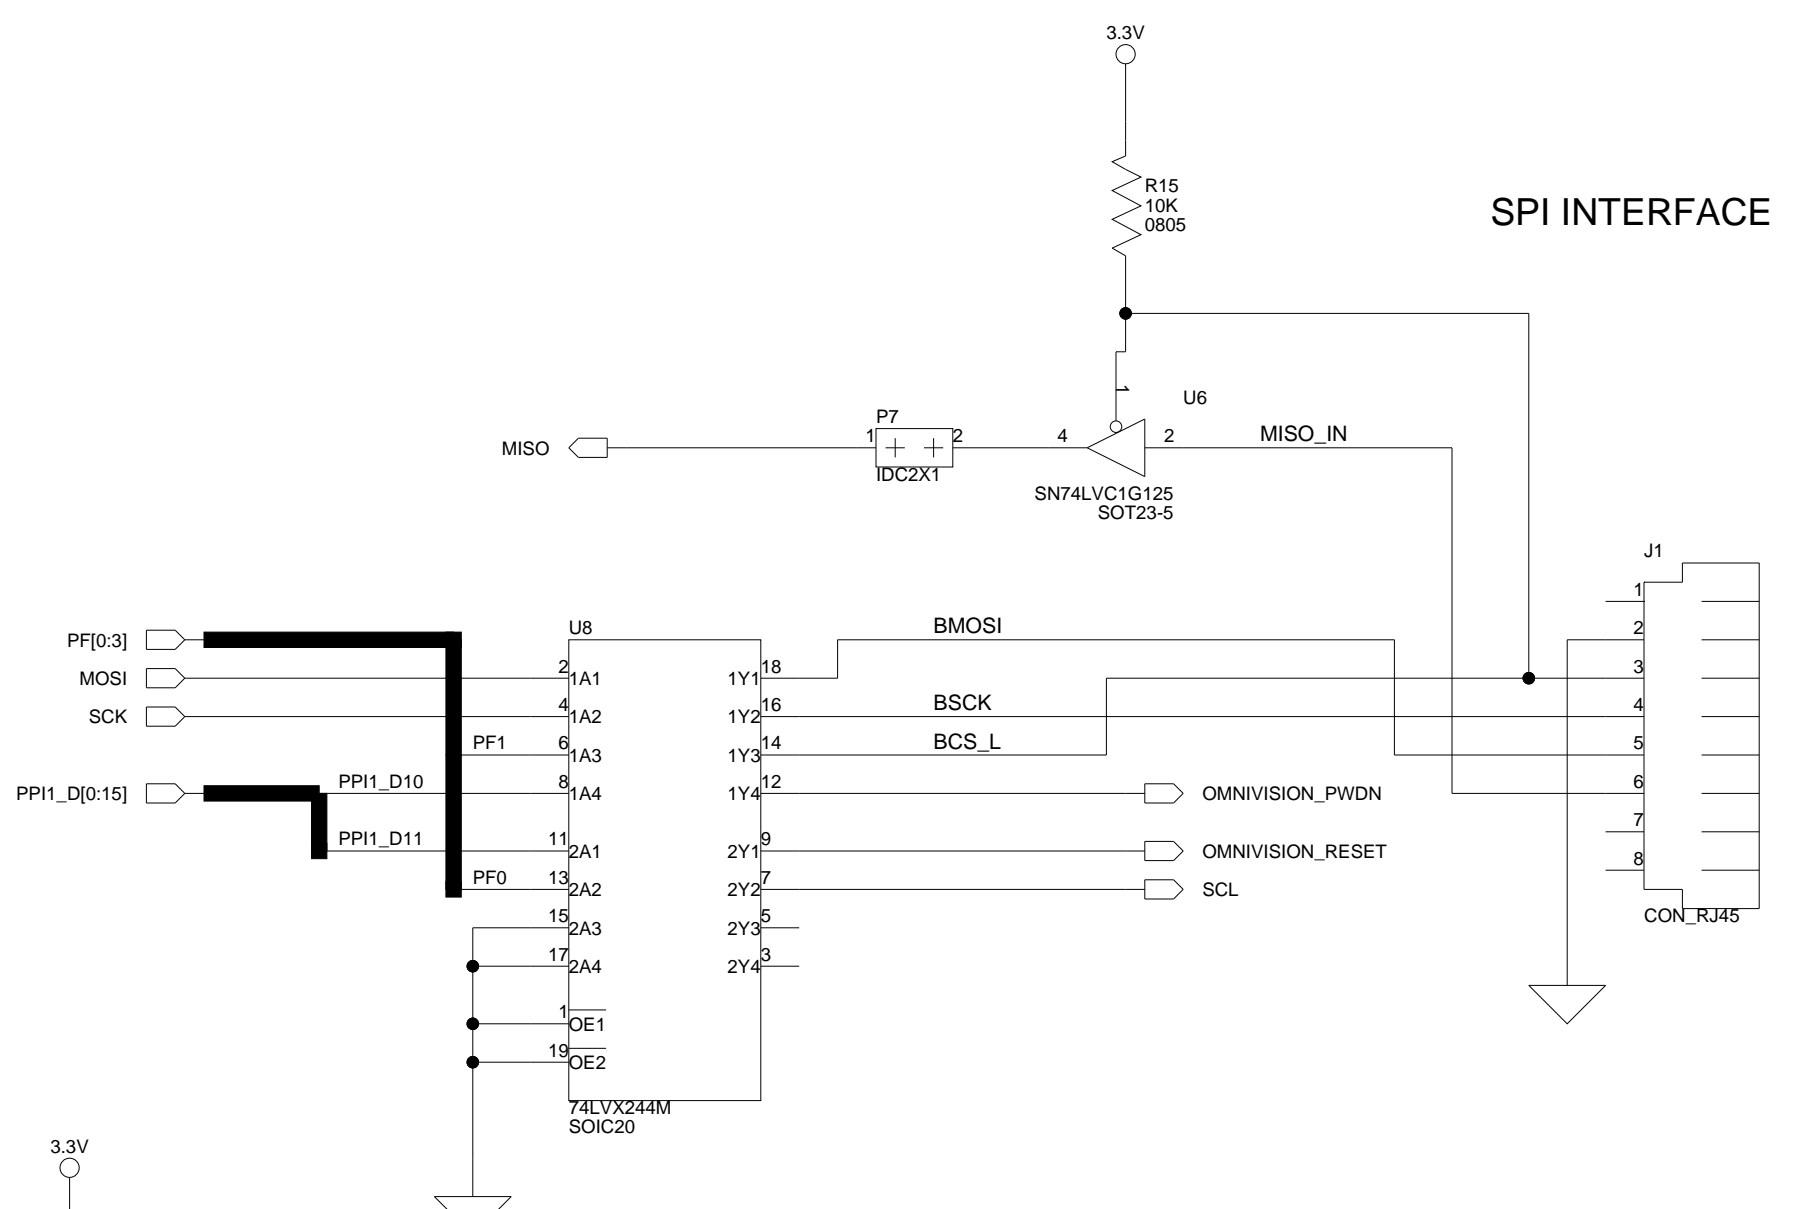 3.3V
R15
10K
0805
SPI INTERFACE
1
U6
P7
1
2
4
2
MISO_IN
MISO
IDC2X1
SN74LVC1G125
SOT23-5
J1
1
U8
BMOSI
2
PF[0:3]
2
18
3
MOSI
1A1
1Y1
4
16
BSCK
4
SCK
1A2
1Y2
PF1
6
14
BCS_L
5
1A3
1Y3
PPI1_D10
8
12
6
PPI1_D[0:15]
1A4
1Y4
OMNIVISION_PWDN
7
PPI1_D11
11
9
2A1
2Y1
OMNIVISION_RESET
8
PF0
13
7
2A2
2Y2
SCL
15
5
CON_RJ45
2A3
2Y3
17
3
2A4
2Y4
1
OE1
19
OE2
74LVX244M
SOIC20
3.3V